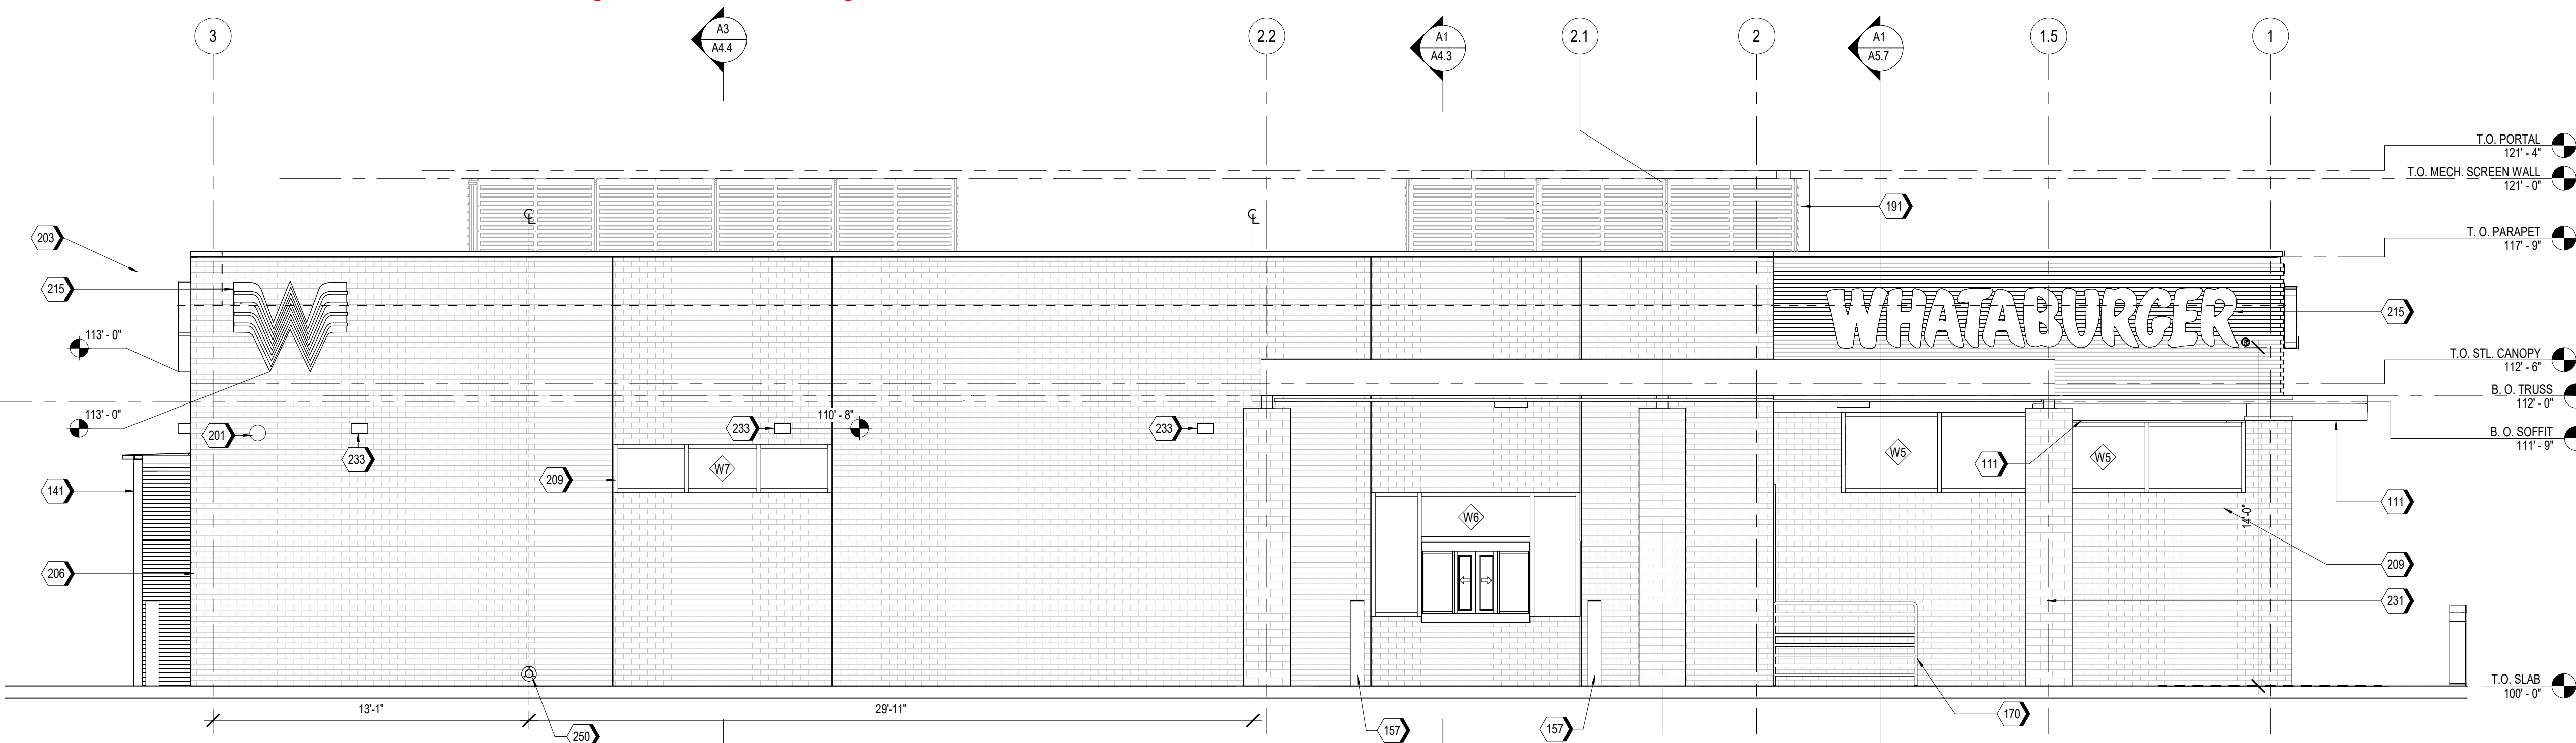 3
A3
A4.4
2.2
A1
A4.3
2.1
2
A1
A5.7
1.5
1
T.O. PORTAL
121' - 4"
T.O. MECH. SCREEN WALL
121' - 0"
191
203
T. O. PARAPET
117' - 9"
℄
℄
215
WHATABURGER®
215
113' - 0"
T.O. STL. CANOPY
112' - 6"
B. O. TRUSS
112' - 0"
113' - 0"
201
233
233
110' - 8"
233
B. O. SOFFIT
111' - 9"
W5
111
W5
W7
209
141
111
W6
14'-0"
206
209
231
T.O. SLAB
100' - 0"
13'-1"
29'-11"
250
157
157
170